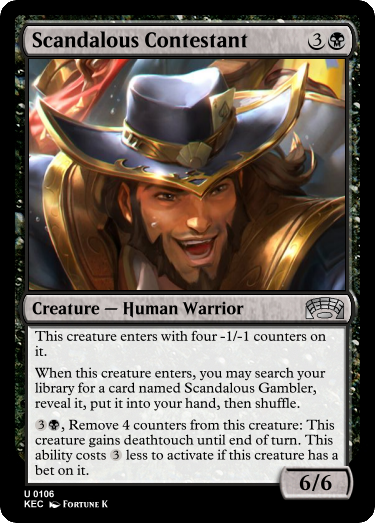 Scandalous Contestant 3
Creature — Human Warrior
This creature enters with four -1/-1 counters on
it.
When this creature enters, you may search your
library for a card named Scandalous Gambler,
reveal it, put it into your hand, then shuffle.
3, Remove 4 counters from this creature: This
creature gains deathtouch until end of turn. This
ability costs 3 less to activate if this creature has a
bet on it.
6/6
U 0106
KEC Fortune K